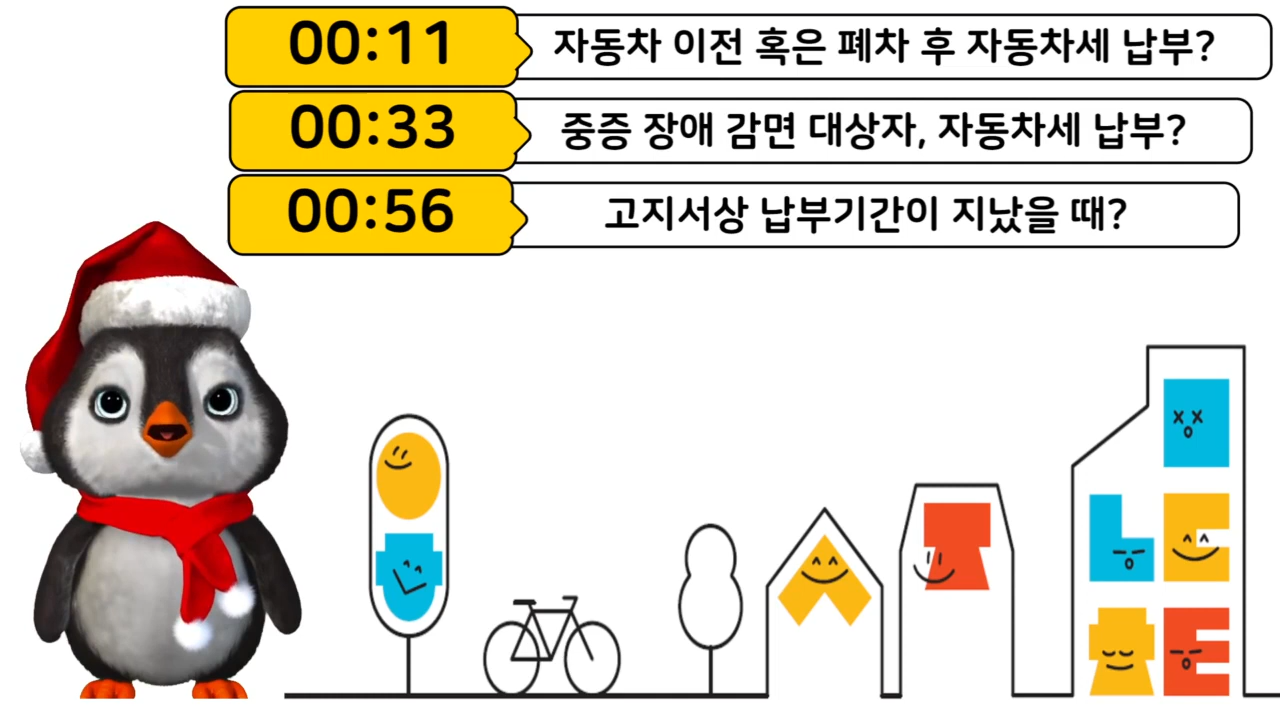 00:11 자동차 이전 혹은 폐차 후 자동차세 납부?
00:33 중증 장애 감면 대상자, 자동차세 납부?
00:56 고지서상 납부기간이 지났을 때?